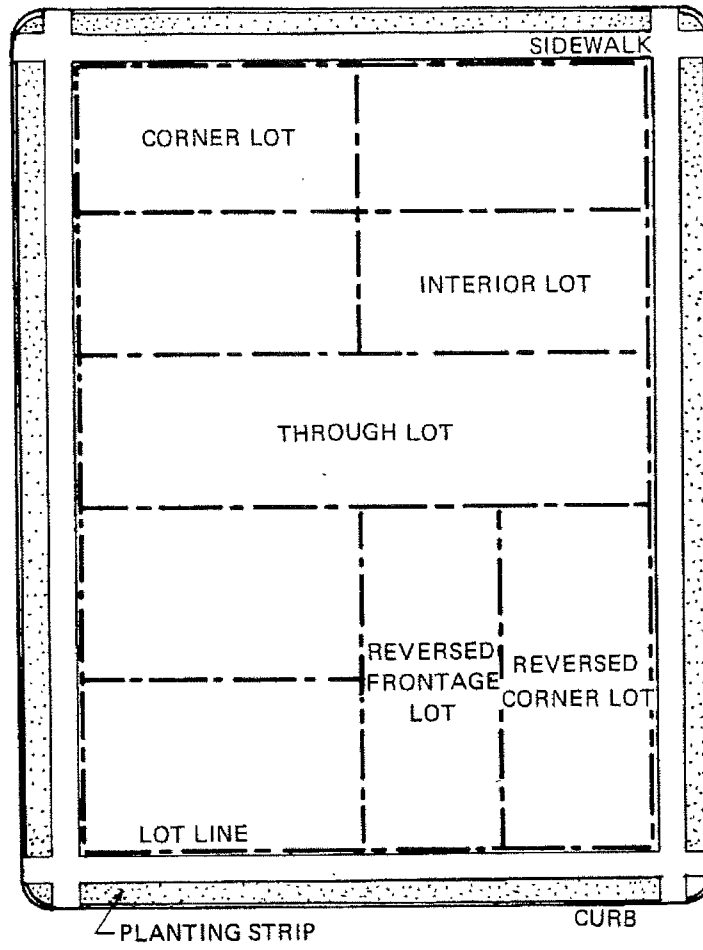 SIDEWALK
CORNER LOT
INTERIOR LOT
THROUGH LOT
REVERSED
FRONTAGE
LOT
REVERSED
CORNER LOT
LOT LINE
PLANTING STRIP
CURB